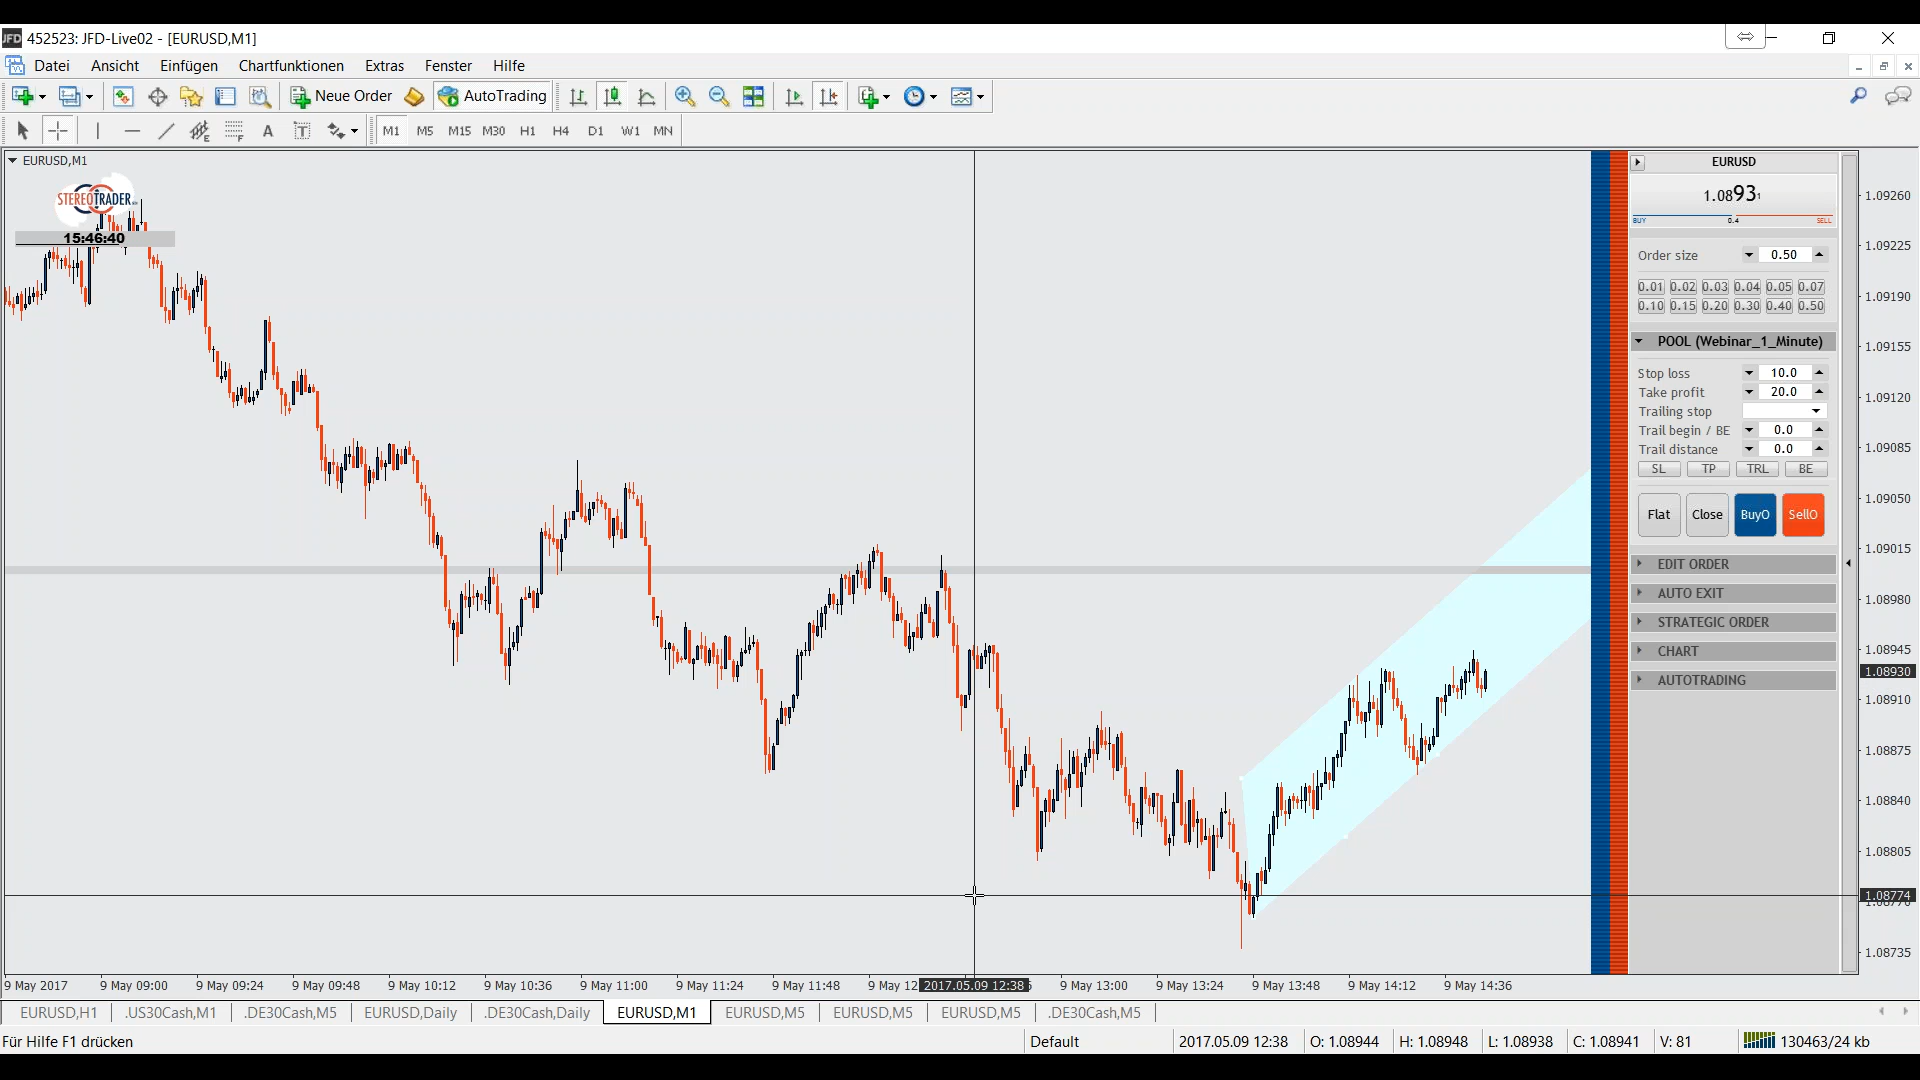 JFD 452523: JFD-Live02 - [EURUSD,M1]
Datei Ansicht Einfügen Chartfunktionen Extras Fenster Hilfe
Neue Order AutoTrading
A T M1 M5 M15 M30 H1 H4 D1 W1 MN
EURUSD,M1
STEREOTRADER
15:46:40
EURUSD
1.08931
BUY 0.4 SELL
Order size 0.50
0.01 0.02 0.03 0.04 0.05 0.07
0.10 0.15 0.20 0.30 0.40 0.50
POOL (Webinar_1_Minute)
Stop loss 10.0
Take profit 20.0
Trailing stop
Trail begin / BE 0.0
Trail distance 0.0
SL TP TRL BE
Flat Close BuyO SellO
EDIT ORDER
AUTO EXIT
STRATEGIC ORDER
CHART
AUTOTRADING
1.09260
1.09225
1.09190
1.09155
1.09120
1.09085
1.09050
1.09015
1.08980
1.08945
1.08930
1.08910
1.08875
1.08840
1.08805
1.08774
1.08735
9 May 2017 9 May 09:00 9 May 09:24 9 May 09:48 9 May 10:12 9 May 10:36 9 May 11:00 9 May 11:24 9 May 11:48 9 May 12 2017.05.09 12:38 9 May 13:00 9 May 13:24 9 May 13:48 9 May 14:12 9 May 14:36
EURUSD,H1 .US30Cash,M1 .DE30Cash,M5 EURUSD,Daily .DE30Cash,Daily EURUSD,M1 EURUSD,M5 EURUSD,M5 EURUSD,M5 .DE30Cash,M5
Für Hilfe F1 drücken Default 2017.05.09 12:38 O: 1.08944 H: 1.08948 L: 1.08938 C: 1.08941 V: 81 130463/24 kb